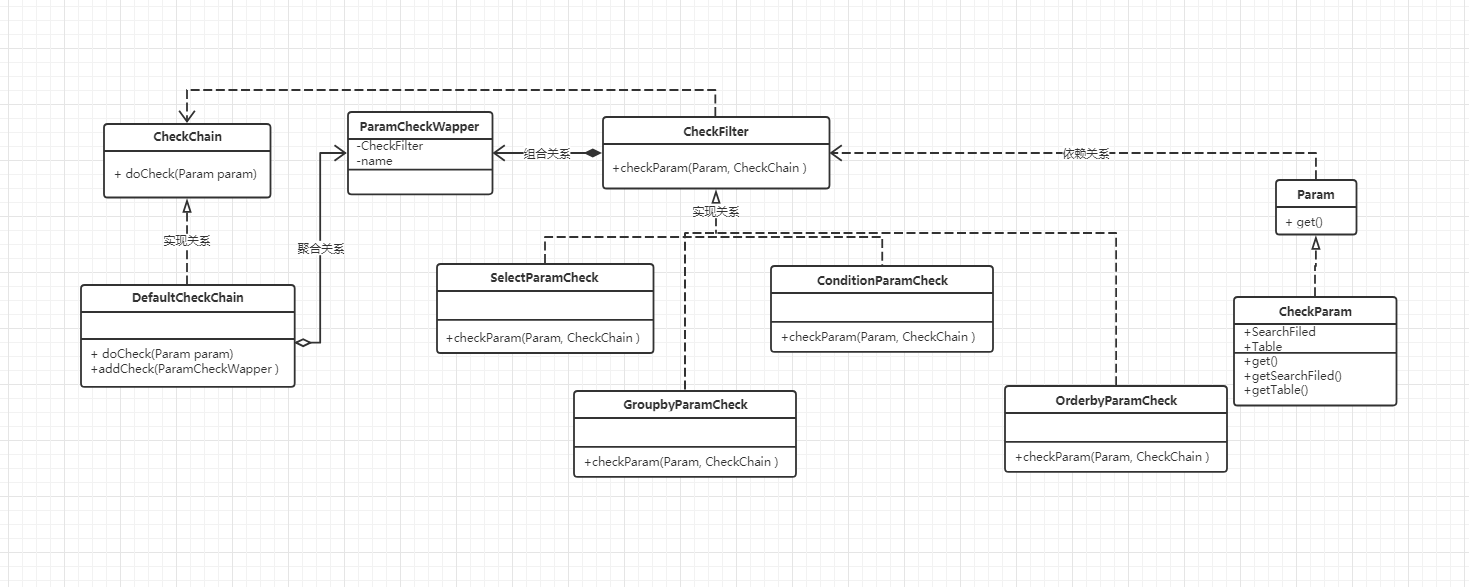 CheckChain
+ doCheck(Param param)
ParamCheckWapper
-CheckFilter
-name
组合关系
CheckFilter
+checkParam(Param, CheckChain )
依赖关系
Param
+ get()
实现关系
聚合关系
实现关系
DefaultCheckChain
+ doCheck(Param param)
+addCheck(ParamCheckWapper )
SelectParamCheck
+checkParam(Param, CheckChain )
ConditionParamCheck
+checkParam(Param, CheckChain )
CheckParam
+SearchFiled
+Table
+get()
+getSearchFiled()
+getTable()
GroupbyParamCheck
+checkParam(Param, CheckChain )
OrderbyParamCheck
+checkParam(Param, CheckChain )